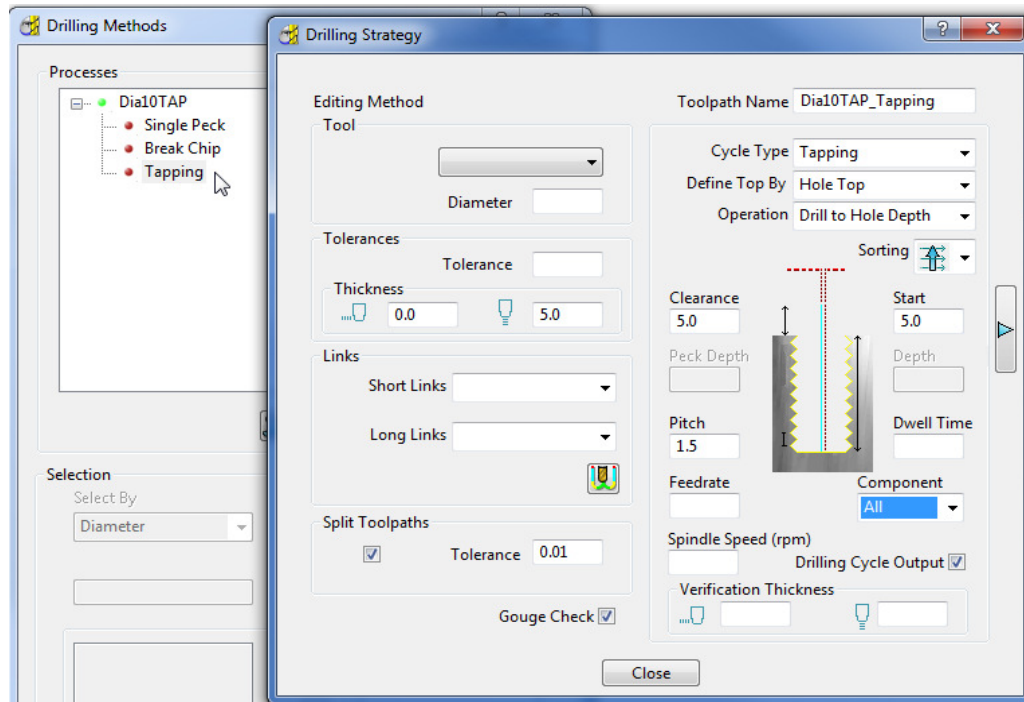 Drilling Methods
Processes
Dia10TAP
Single Peck
Break Chip
Tapping
Selection
Select By
Diameter
Drilling Strategy
Editing Method
Tool
Diameter
Tolerances
Tolerance
Thickness
0.0 5.0
Links
Short Links
Long Links
Split Toolpaths
Tolerance 0.01
Gouge Check
Toolpath Name Dia10TAP_Tapping
Cycle Type Tapping
Define Top By Hole Top
Operation Drill to Hole Depth
Sorting
Clearance Start
5.0 5.0
Peck Depth Depth
Pitch Dwell Time
1.5
Feedrate Component
All
Spindle Speed (rpm)
Drilling Cycle Output
Verification Thickness
Close